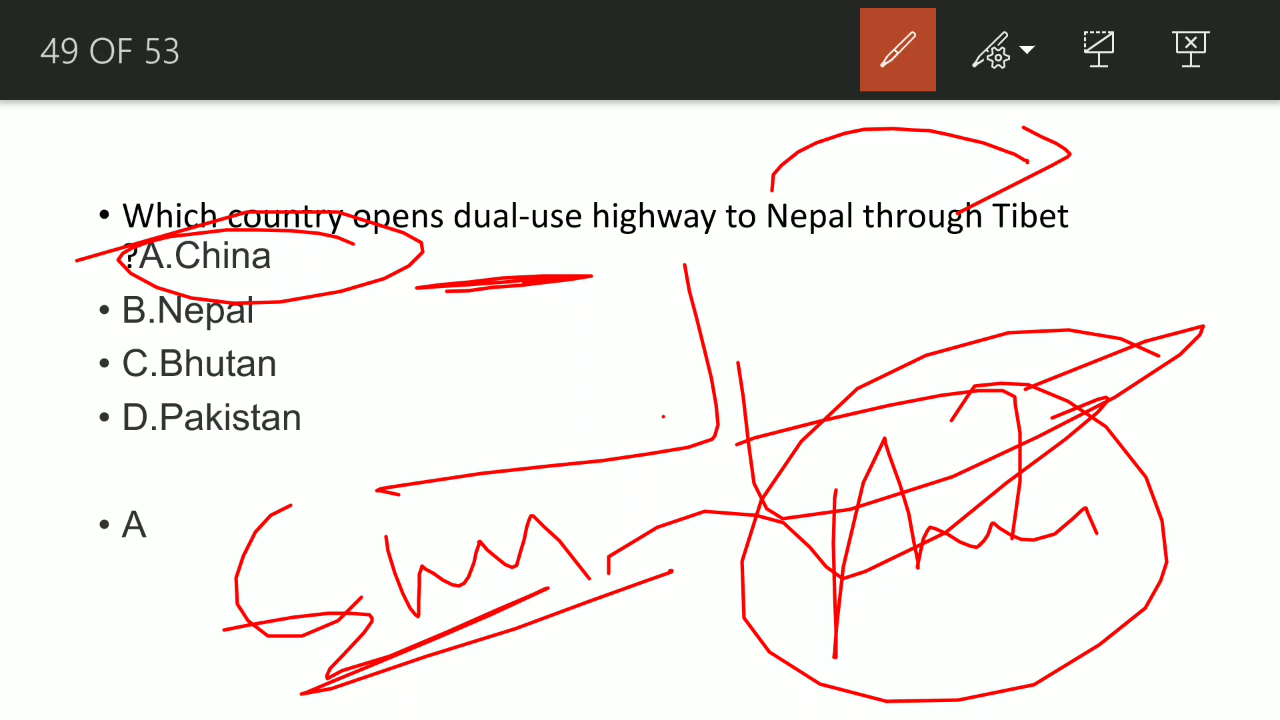 49 OF 53
• Which country opens dual-use highway to Nepal through Tibet
?A.China
• B.Nepal
• C.Bhutan
• D.Pakistan
• A